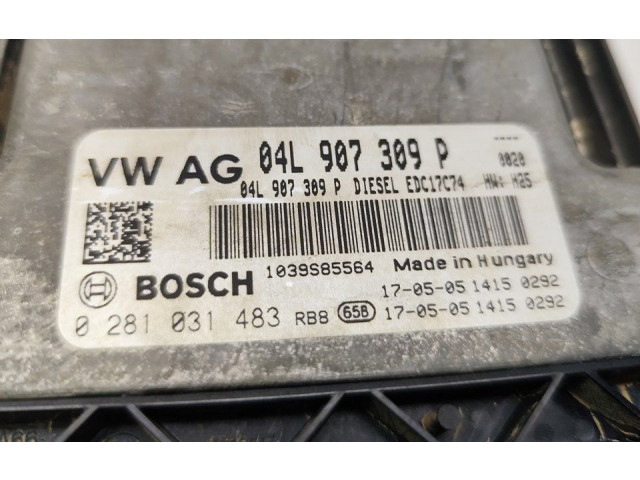 VW AG 04L 907 309 P 0020
04L 907 309 P DIESEL EDC17C74 HW: H25
BOSCH 1039S85564 Made in Hungary
17-05-05 1415 0292
0 281 031 483 RB8 65B 17-05-05 1415 0292